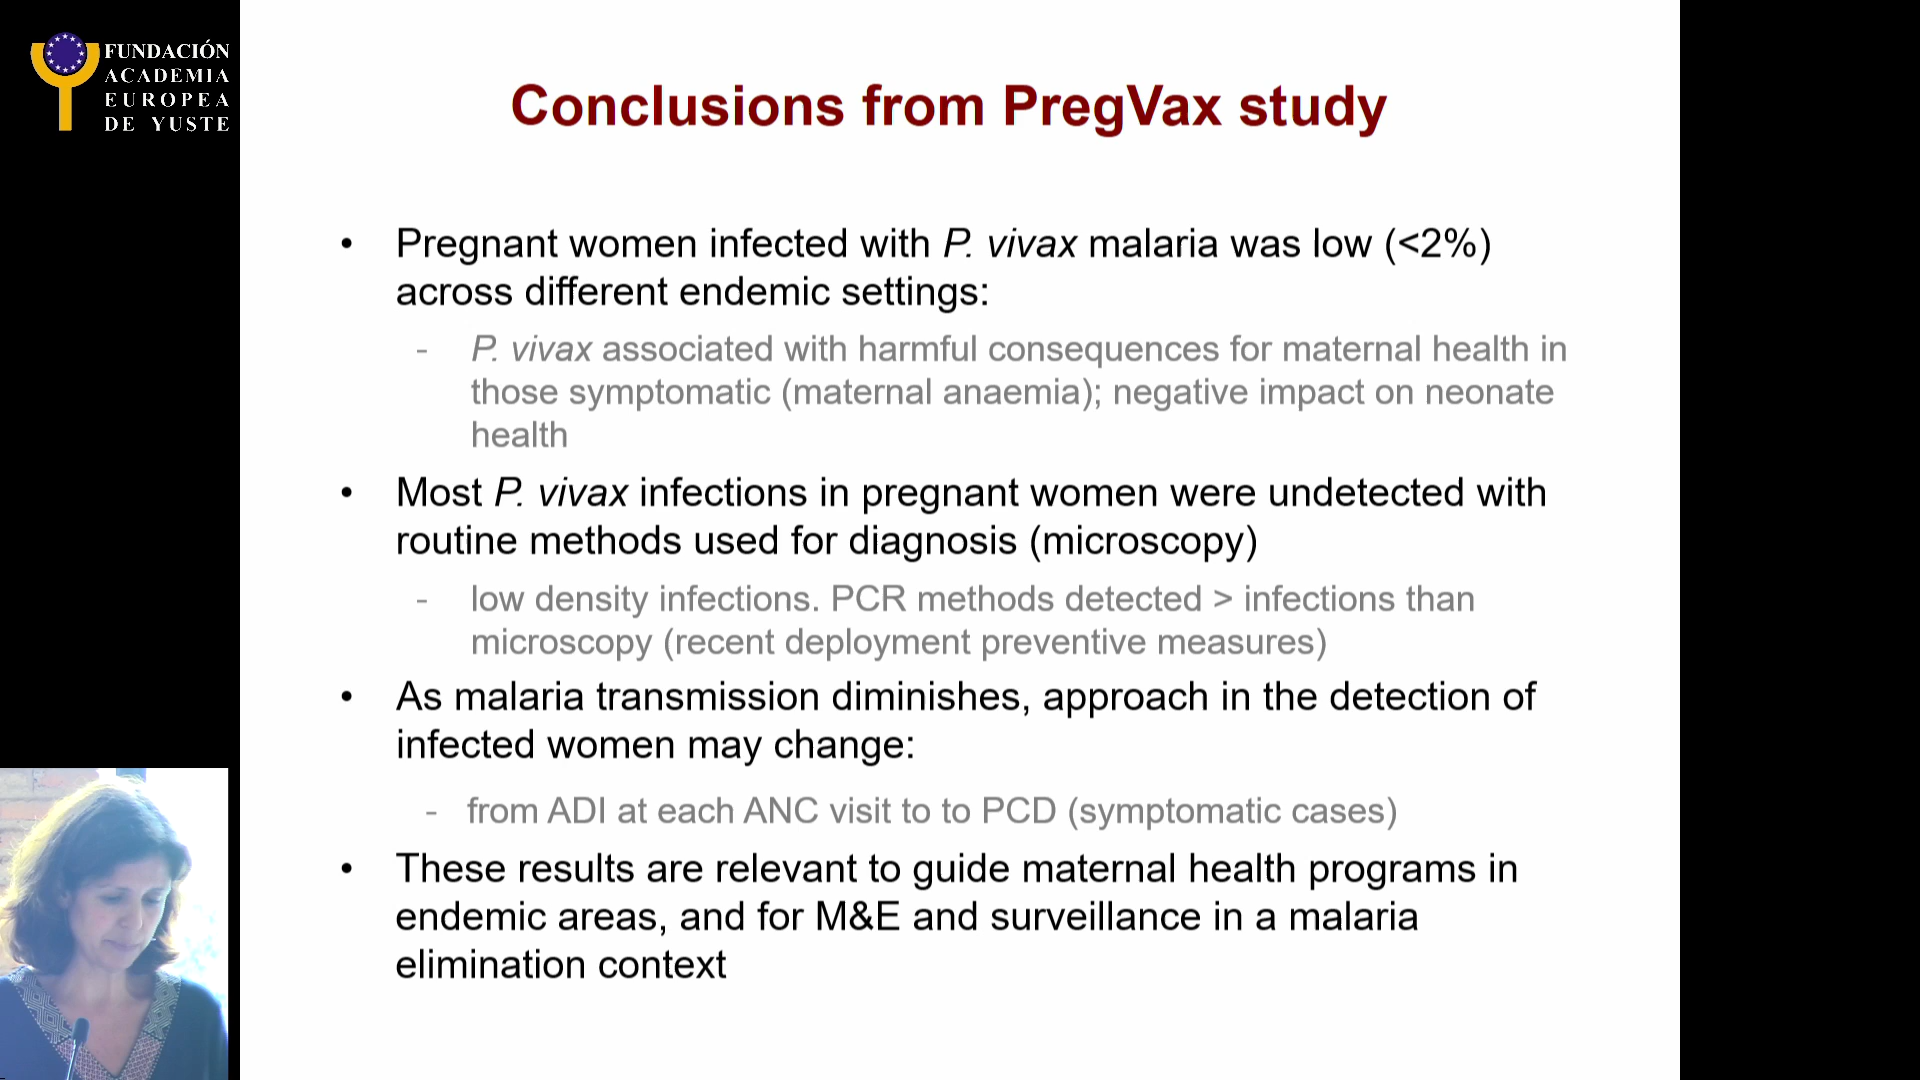 FUNDACIÓN
ACADEMIA
EUROPEA
DE YUSTE
Conclusions from PregVax study
• Pregnant women infected with P. vivax malaria was low (<2%)
across different endemic settings:
- P. vivax associated with harmful consequences for maternal health in
those symptomatic (maternal anaemia); negative impact on neonate
health
• Most P. vivax infections in pregnant women were undetected with
routine methods used for diagnosis (microscopy)
- low density infections. PCR methods detected > infections than
microscopy (recent deployment preventive measures)
• As malaria transmission diminishes, approach in the detection of
infected women may change:
- from ADI at each ANC visit to to PCD (symptomatic cases)
• These results are relevant to guide maternal health programs in
endemic areas, and for M&E and surveillance in a malaria
elimination context